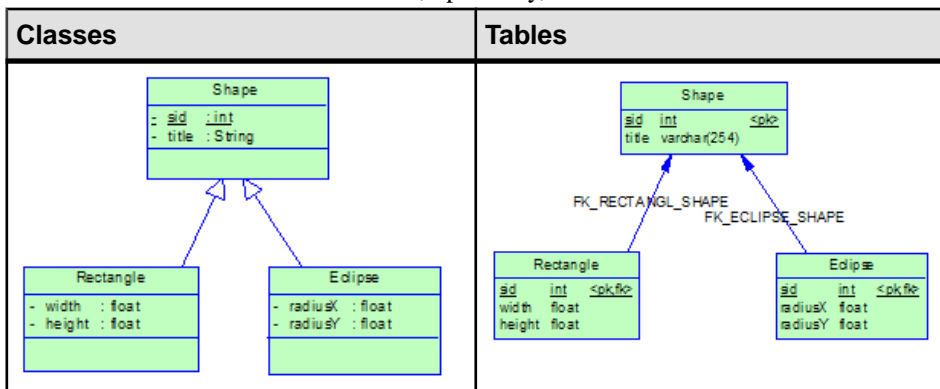 Classes
Tables
Shape
- sid : int
- title : String
Rectangle
- width : float
- height : float
Eclipse
- radiusX : float
- radiusY : float
Shape
sid int <pk>
title varchar(254)
FK_RECTANGL_SHAPE
FK_ECLIPSE_SHAPE
Rectangle
sid int <pk,fk>
width float
height float
Eclipse
sid int <pk,fk>
radiusX float
radiusY float